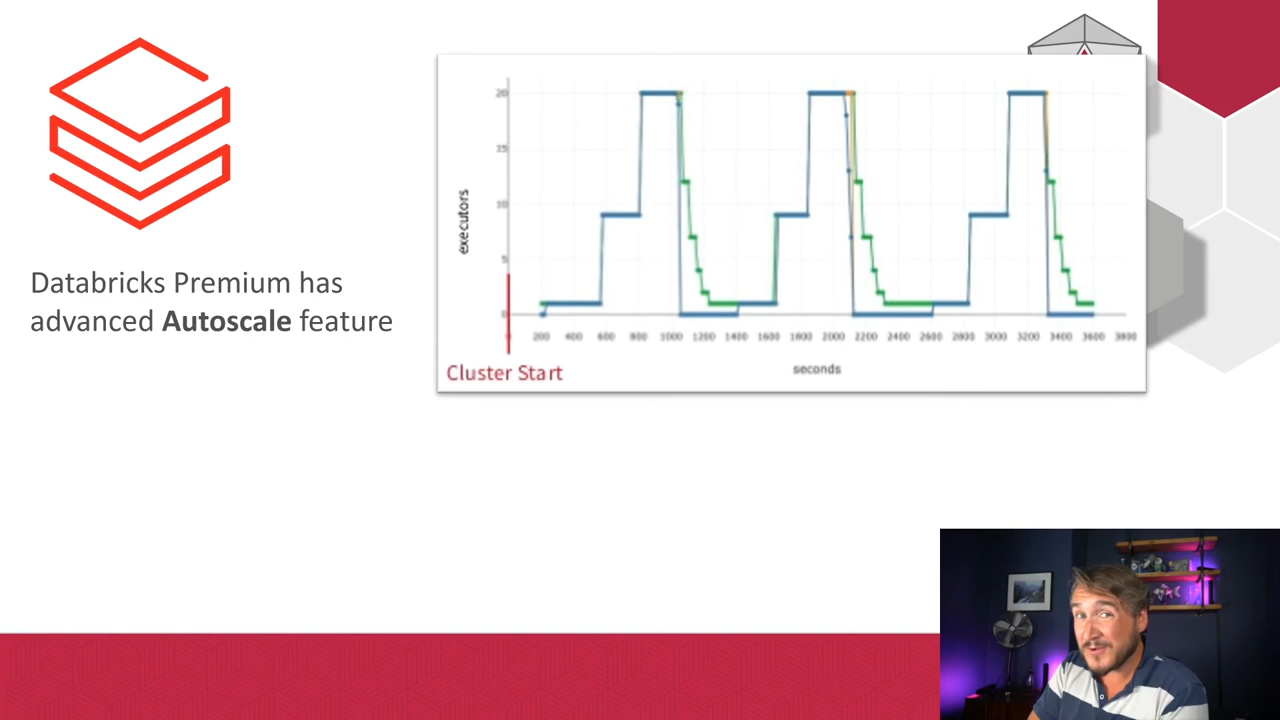 Databricks Premium has
advanced Autoscale feature
executors
20
15
10
5
0
0 200 400 600 800 1000 1200 1400 1600 1800 2000 2200 2400 2600 2800 3000 3200 3400 3600 3800
seconds
Cluster Start